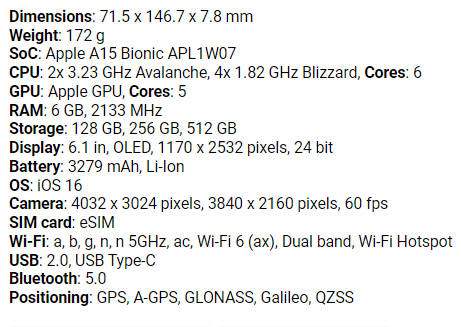 Dimensions: 71.5 x 146.7 x 7.8 mm
Weight: 172 g
SoC: Apple A15 Bionic APL1W07
CPU: 2x 3.23 GHz Avalanche, 4x 1.82 GHz Blizzard, Cores: 6
GPU: Apple GPU, Cores: 5
RAM: 6 GB, 2133 MHz
Storage: 128 GB, 256 GB, 512 GB
Display: 6.1 in, OLED, 1170 x 2532 pixels, 24 bit
Battery: 3279 mAh, Li-Ion
OS: iOS 16
Camera: 4032 x 3024 pixels, 3840 x 2160 pixels, 60 fps
SIM card: eSIM
Wi-Fi: a, b, g, n, n 5GHz, ac, Wi-Fi 6 (ax), Dual band, Wi-Fi Hotspot
USB: 2.0, USB Type-C
Bluetooth: 5.0
Positioning: GPS, A-GPS, GLONASS, Galileo, QZSS